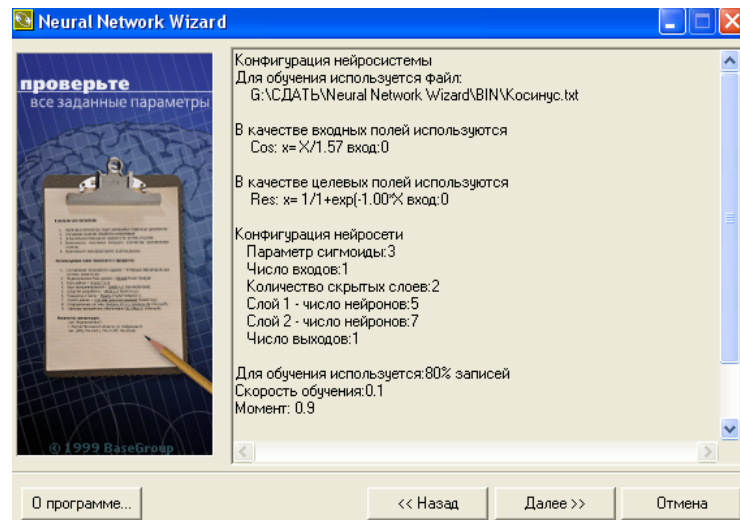 Neural Network Wizard
проверьте
все заданные параметры
© 1999 BaseGroup
Конфигурация нейросистемы
Для обучения используется файл:
G:\СДАТЬ\Neural Network Wizard\BIN\Косинус.txt
В качестве входных полей используются
Cos: x= X/1.57 вход:0
В качестве целевых полей используются
Res: x= 1/1+exp(-1.00*X вход:0
Конфигурация нейросети
Параметр сигмоиды:3
Число входов:1
Количество скрытых слоев:2
Слой 1 - число нейронов:5
Слой 2 - число нейронов:7
Число выходов:1
Для обучения используется:80% записей
Скорость обучения:0.1
Момент: 0.9
О программе...
<< Назад
Далее >>
Отмена